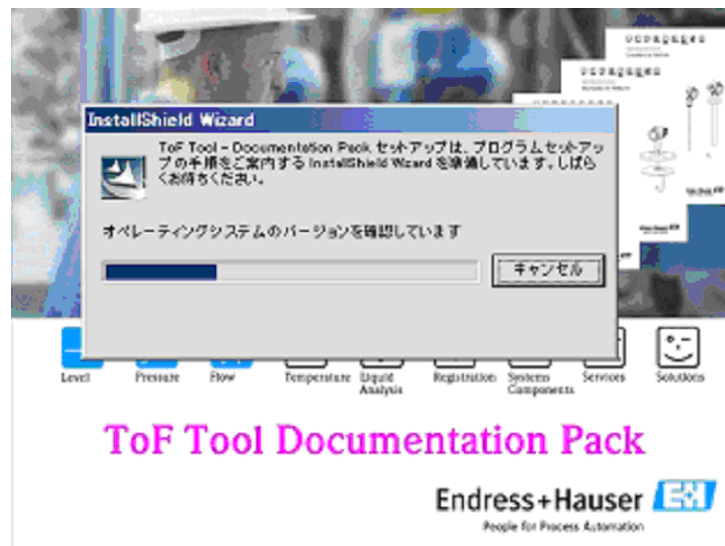 InstallShield Wizard
ToF Tool - Documentation Pack セットアップは、プログラムセットアッ
プの手順をご案内する InstallShield Wizard を準備しています。しばら
くお待ちください。
オペレーティングシステムのバージョンを確認しています
キャンセル
Level
Pressure
Flow
Temperature
Liquid
Analysis
Registration
Systems
Components
Services
Solutions
ToF Tool Documentation Pack
Endress+Hauser
EH
People for Process Automation